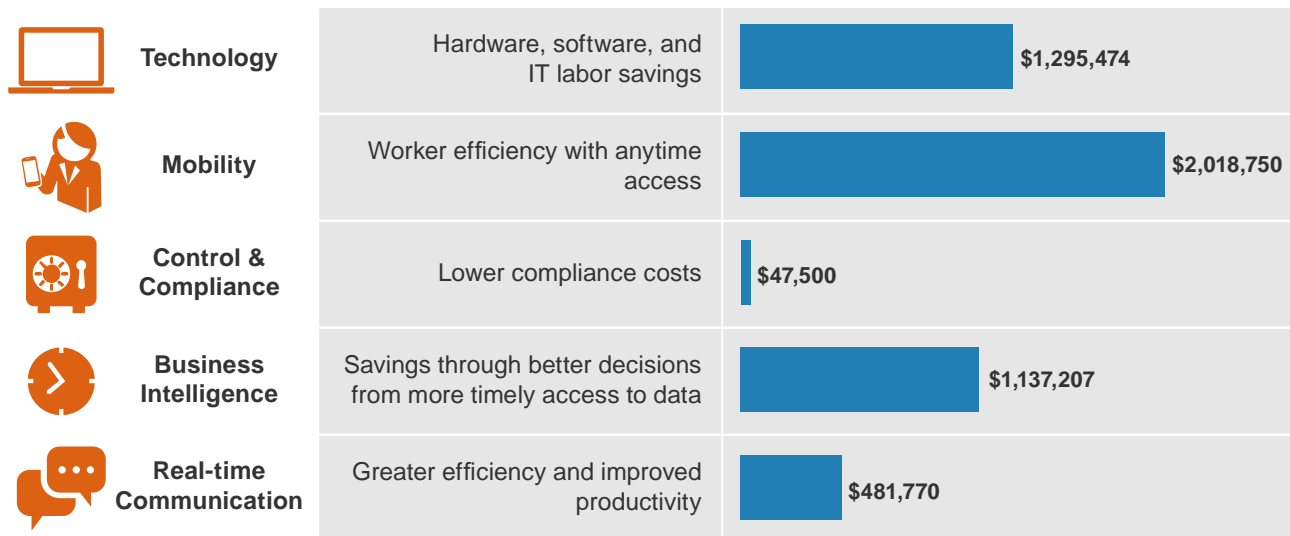 Technology
Hardware, software, and
IT labor savings
$1,295,474
Mobility
Worker efficiency with anytime
access
$2,018,750
Control &
Compliance
Lower compliance costs
$47,500
Business
Intelligence
Savings through better decisions
from more timely access to data
$1,137,207
Real-time
Communication
Greater efficiency and improved
productivity
$481,770